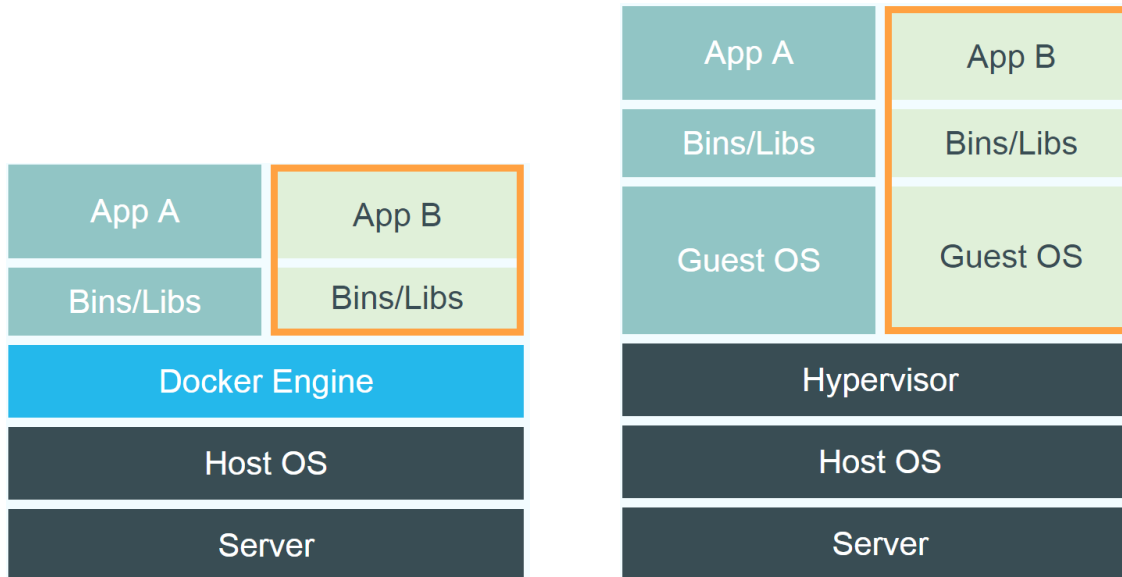 App A
App B
Bins/Libs
Bins/Libs
Docker Engine
Host OS
Server
App A
App B
Bins/Libs
Bins/Libs
Guest OS
Guest OS
Hypervisor
Host OS
Server